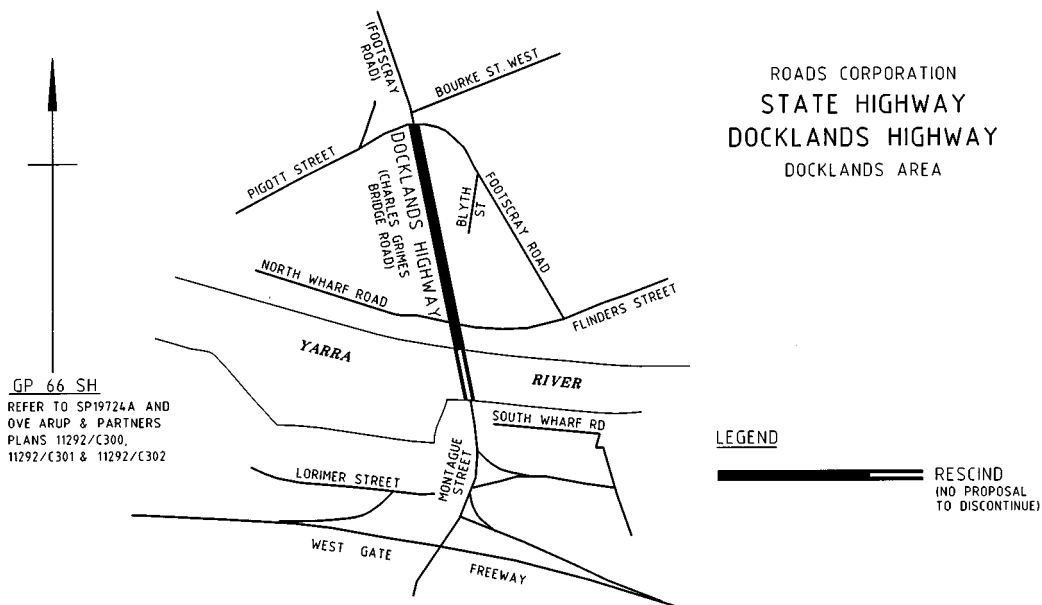 (FOOTSCRAY
ROAD)
BOURKE ST. WEST
ROADS CORPORATION
STATE HIGHWAY
DOCKLANDS HIGHWAY
DOCKLANDS AREA
PIGOTT STREET
DOCKLANDS HIGHWAY
(CHARLES GRIMES
BRIDGE ROAD)
BLYTH
ST
FOOTSCRAY ROAD
NORTH WHARF ROAD
FLINDERS STREET
YARRA
RIVER
GP 66 SH
REFER TO SP19724A AND
OVE ARUP & PARTNERS
PLANS 11292/C300,
11292/C301 & 11292/C302
SOUTH WHARF RD
MONTAGUE
STREET
LORIMER STREET
WEST GATE
FREEWAY
LEGEND
RESCIND
(NO PROPOSAL
TO DISCONTINUE)